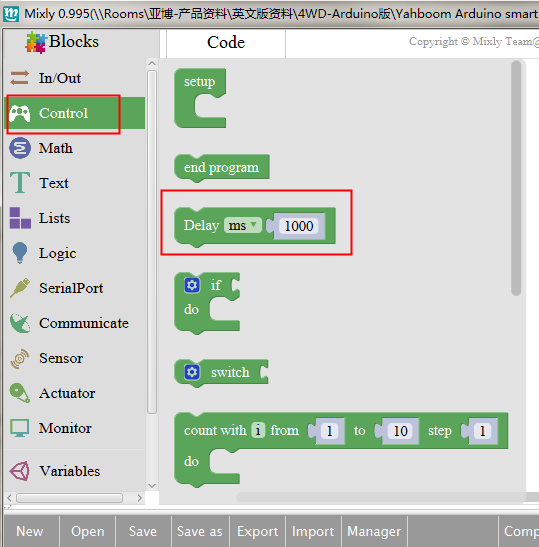 Mixly 0.995(\\Rooms\亚博-产品资料\英文版资料\4WD-Arduino版\Yahboom Arduino smart
Blocks
Code
Copyright © Mixly Team@
In/Out
Control
Math
Text
Lists
Logic
SerialPort
Communicate
Sensor
Actuator
Monitor
Variables
setup
end program
Delay ms 1000
if
do
switch
count with i from 1 to 10 step 1
do
New Open Save Save as Export Import Manager Comp